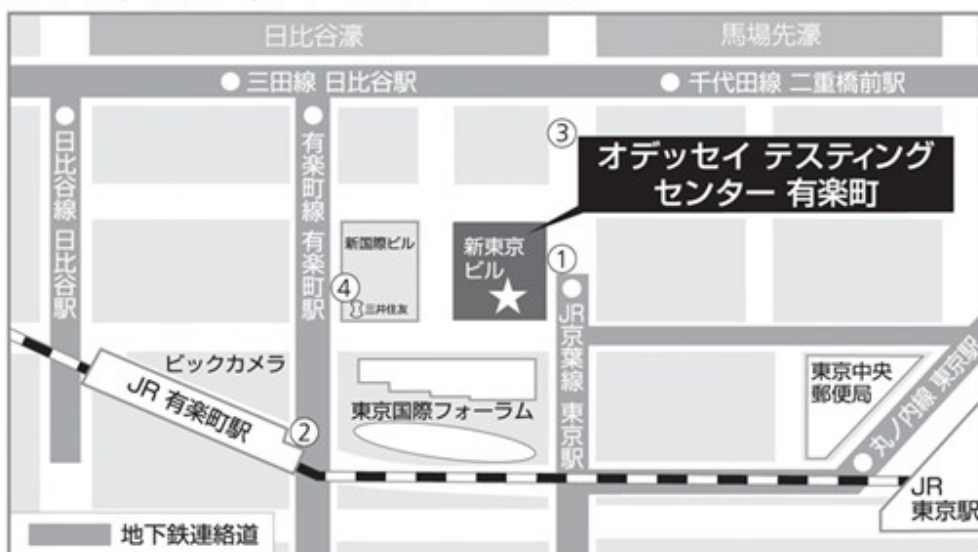 日比谷濠
馬場先濠
三田線 日比谷駅
千代田線 二重橋前駅
日比谷線 日比谷駅
有楽町線 有楽町駅
③
オデッセイ テスティング
センター 有楽町
新国際ビル
④
三井住友
新東京
ビル
①
JR京葉線 東京駅
ビックカメラ
JR 有楽町駅
②
東京国際フォーラム
東京中央
郵便局
丸ノ内線 東京駅
JR
東京駅
地下鉄連絡道